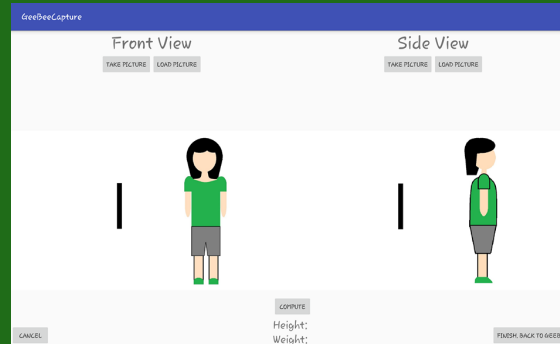 GeeBeeCapture
Front View
Side View
TAKE PICTURE LOAD PICTURE
TAKE PICTURE LOAD PICTURE
COMPUTE
Height:
CANCEL
FINISH, BACK TO GEEB
Weight: